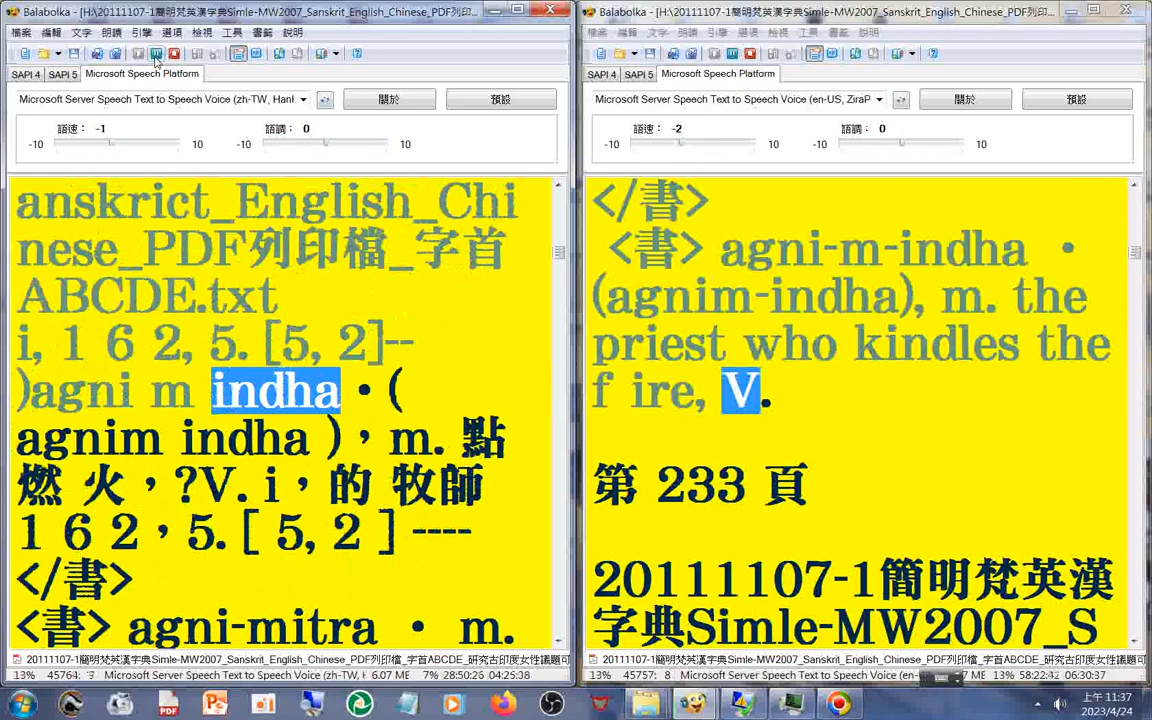 Balabolka - [H:\20111107-1簡明梵英漢字典Simle-MW2007_Sanskrit_English_Chinese_PDF列印...
檔案 編輯 文字 朗讀 引擎 選項 檢視 工具 書籤 說明
SAPI 4 SAPI 5 Microsoft Speech Platform
Microsoft Server Speech Text to Speech Voice (zh-TW, HanH
關於 預設
語速： -1 語調： 0
-10 10 -10 10
anskrict_English_Chi
nese_PDF列印檔_字首
ABCDE.txt
i, 1 6 2, 5. [5, 2]--
)agni m indha •(
agnim indha )，m. 點
燃 火，?V. i，的 牧師
1 6 2，5. [ 5, 2 ] ----
</書>
<書> agni-mitra • m.
20111107-1簡明梵英漢字典Simle-MW2007_Sanskrit_English_Chinese_PDF列印檔_字首ABCDE_研究古印度女性議題可
13% 45764: Microsoft Server Speech Text to Speech Voice (zh-TW, 6.07 MB 7% 28:50:26 04:25:38
Balabolka - [H:\20111107-1簡明梵英漢字典Simle-MW2007_Sanskrit_English_Chinese_PDF列印...
檔案 編輯 文字 朗讀 引擎 選項 檢視 工具 書籤 說明
SAPI 4 SAPI 5 Microsoft Speech Platform
Microsoft Server Speech Text to Speech Voice (en-US, ZiraP
關於 預設
語速： -2 語調： 0
-10 10 -10 10
</書>
<書> agni-m-indha •
(agnim-indha), m. the
priest who kindles the
f ire, V.
第 233 頁
20111107-1簡明梵英漢
字典Simle-MW2007_S
20111107-1簡明梵英漢字典Simle-MW2007_Sanskrit_English_Chinese_PDF列印檔_字首ABCDE_研究古印度女性議題可
13% 45757: 8 Microsoft Server Speech Text to Speech Voice 13% 58:22:42 06:30:37
上午 11:37
2023/4/24